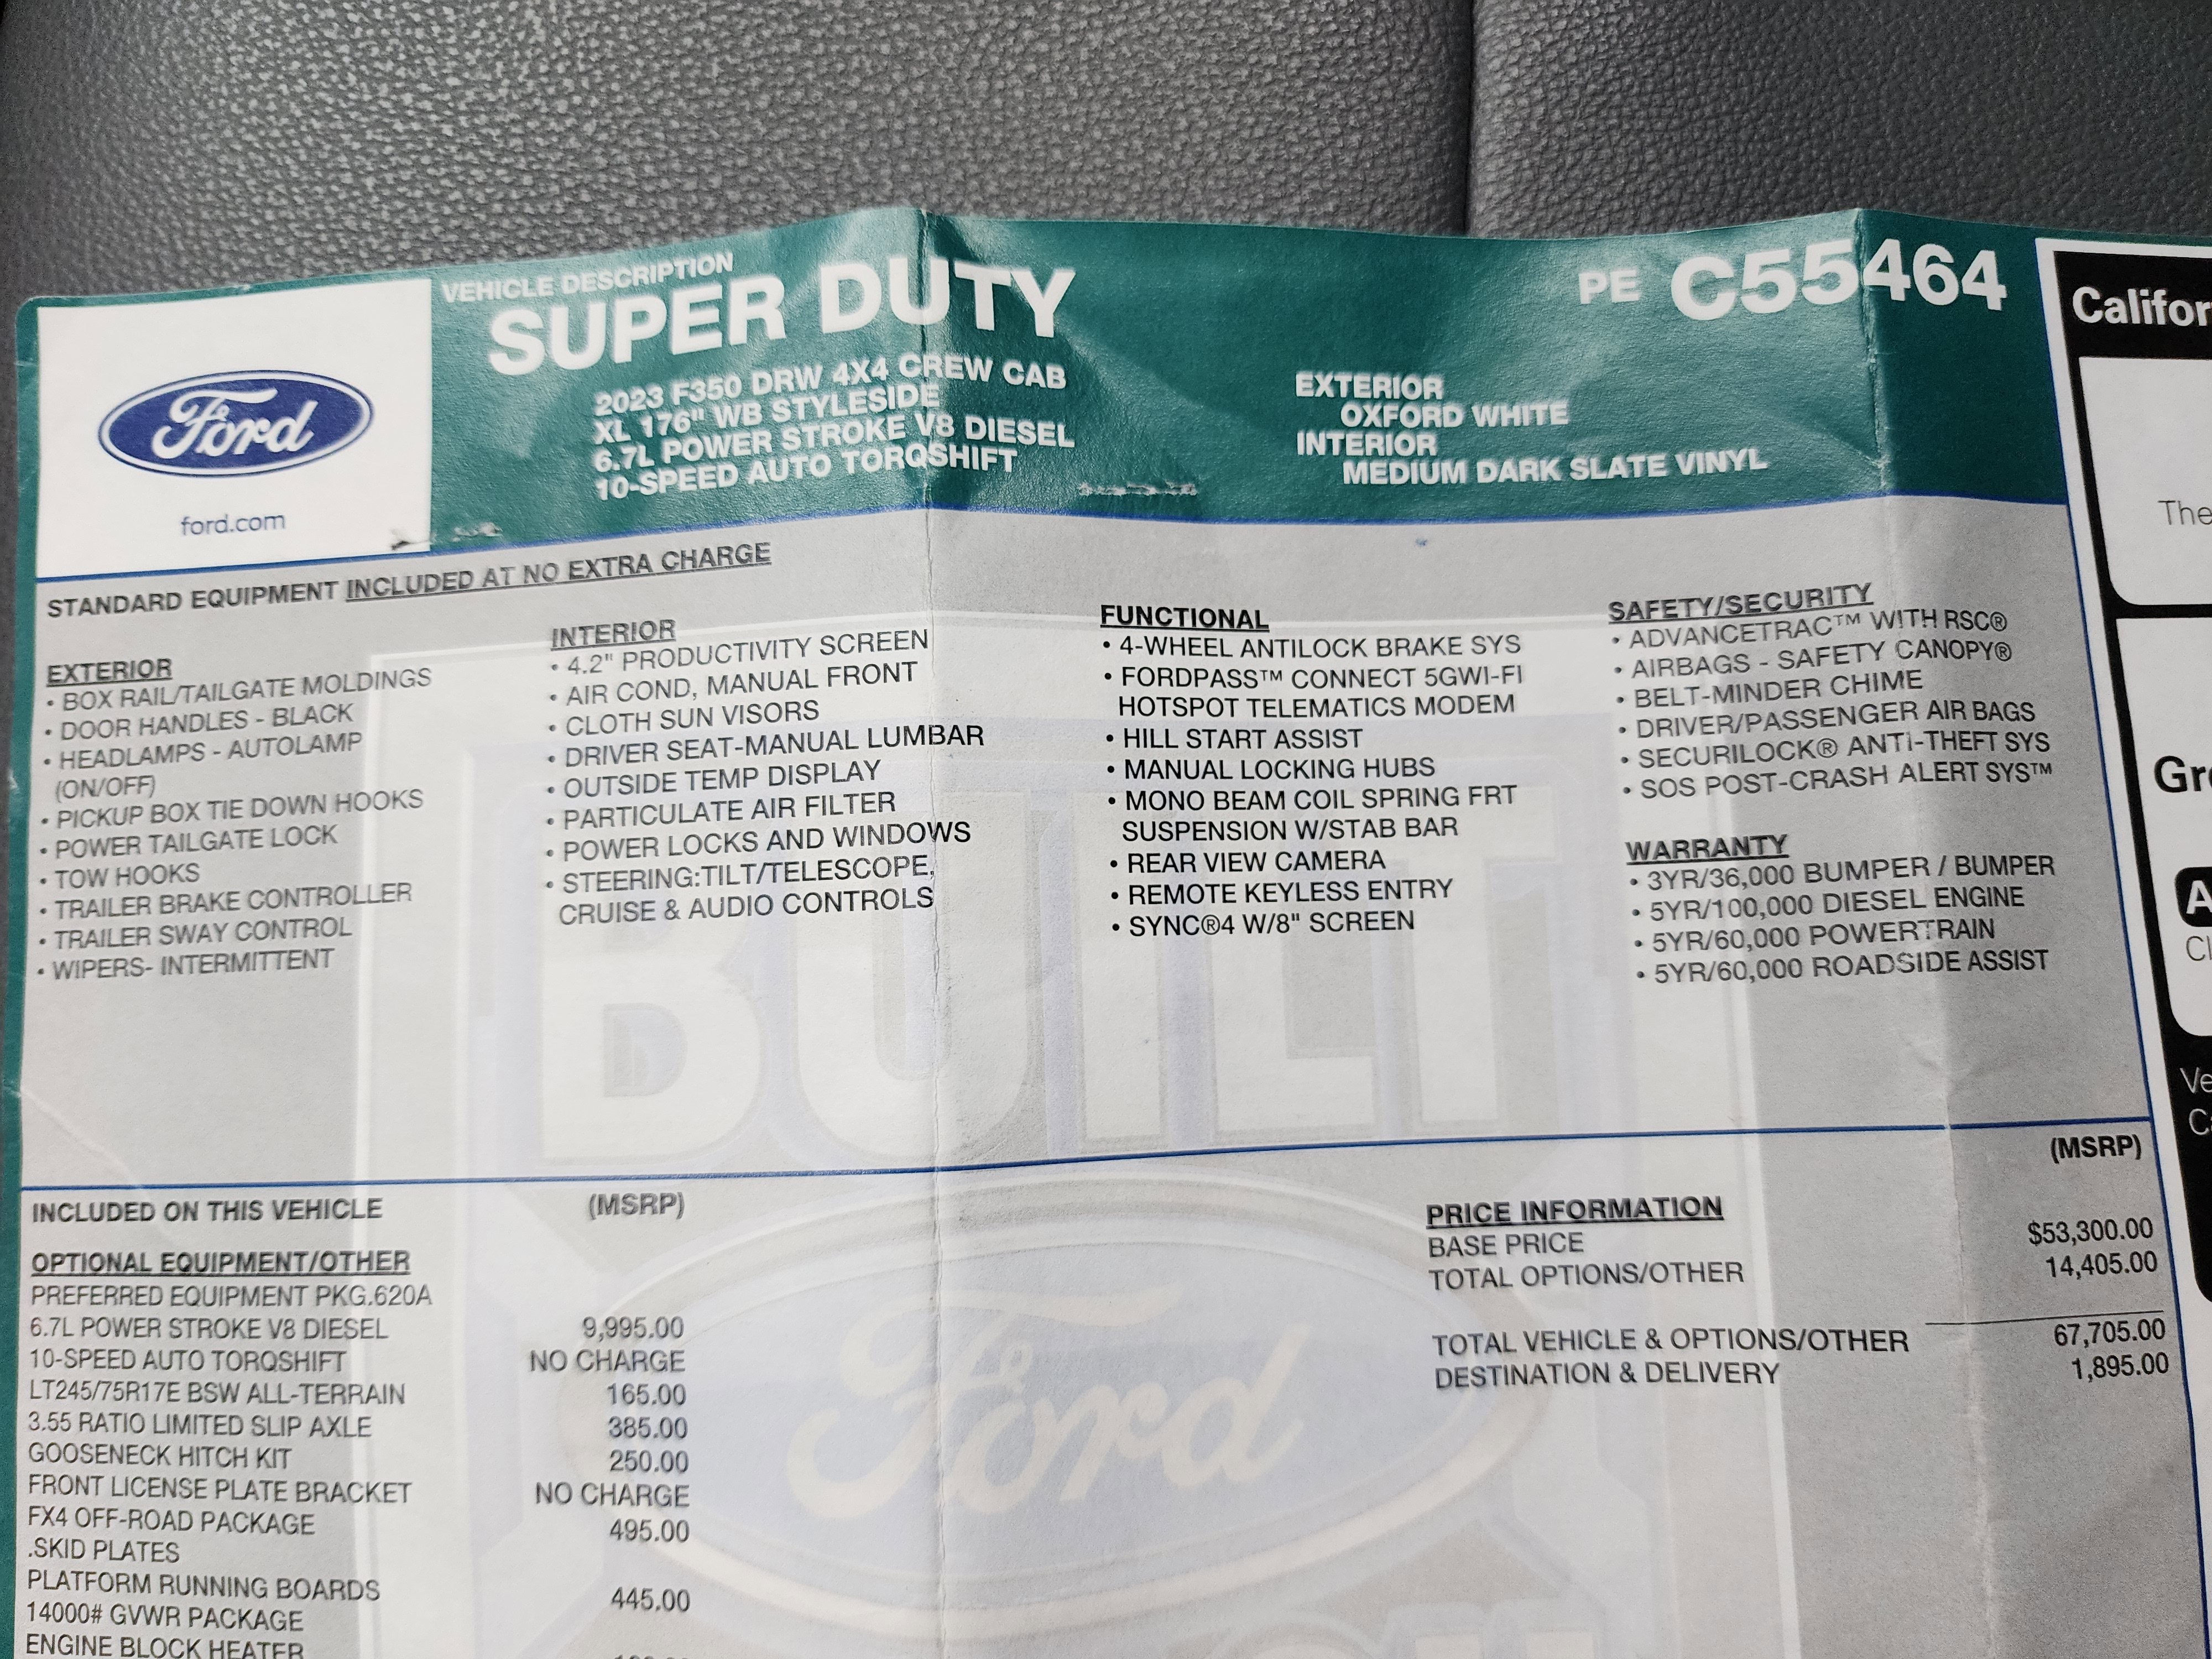 Ford
ford.com
VEHICLE DESCRIPTION
SUPER DUTY
2023 F350 DRW 4X4 CREW CAB
XL 176" WB STYLESIDE
6.7L POWER STROKE V8 DIESEL
10-SPEED AUTO TORQSHIFT
PE C55464
EXTERIOR
OXFORD WHITE
INTERIOR
MEDIUM DARK SLATE VINYL
STANDARD EQUIPMENT INCLUDED AT NO EXTRA CHARGE
EXTERIOR
• BOX RAIL/TAILGATE MOLDINGS
• DOOR HANDLES - BLACK
• HEADLAMPS - AUTOLAMP
(ON/OFF)
• PICKUP BOX TIE DOWN HOOKS
• POWER TAILGATE LOCK
• TOW HOOKS
• TRAILER BRAKE CONTROLLER
• TRAILER SWAY CONTROL
• WIPERS- INTERMITTENT
INTERIOR
• 4.2" PRODUCTIVITY SCREEN
• AIR COND, MANUAL FRONT
• CLOTH SUN VISORS
• DRIVER SEAT-MANUAL LUMBAR
• OUTSIDE TEMP DISPLAY
• PARTICULATE AIR FILTER
• POWER LOCKS AND WINDOWS
• STEERING:TILT/TELESCOPE,
CRUISE & AUDIO CONTROLS
FUNCTIONAL
• 4-WHEEL ANTILOCK BRAKE SYS
• FORDPASS™ CONNECT 5GWI-FI
HOTSPOT TELEMATICS MODEM
• HILL START ASSIST
• MANUAL LOCKING HUBS
• MONO BEAM COIL SPRING FRT
SUSPENSION W/STAB BAR
• REAR VIEW CAMERA
• REMOTE KEYLESS ENTRY
• SYNC®4 W/8" SCREEN
SAFETY/SECURITY
• ADVANCETRAC™ WITH RSC®
• AIRBAGS - SAFETY CANOPY®
• BELT-MINDER CHIME
• DRIVER/PASSENGER AIR BAGS
• SECURILOCK® ANTI-THEFT SYS
• SOS POST-CRASH ALERT SYS™
WARRANTY
• 3YR/36,000 BUMPER / BUMPER
• 5YR/100,000 DIESEL ENGINE
• 5YR/60,000 POWERTRAIN
• 5YR/60,000 ROADSIDE ASSIST
BUILT
Ford
INCLUDED ON THIS VEHICLE (MSRP)
OPTIONAL EQUIPMENT/OTHER
PREFERRED EQUIPMENT PKG.620A
6.7L POWER STROKE V8 DIESEL 9,995.00
10-SPEED AUTO TORQSHIFT NO CHARGE
LT245/75R17E BSW ALL-TERRAIN 165.00
3.55 RATIO LIMITED SLIP AXLE 385.00
GOOSENECK HITCH KIT 250.00
FRONT LICENSE PLATE BRACKET NO CHARGE
FX4 OFF-ROAD PACKAGE 495.00
.SKID PLATES
PLATFORM RUNNING BOARDS 445.00
14000# GVWR PACKAGE
ENGINE BLOCK HEATER
(MSRP)
PRICE INFORMATION
BASE PRICE $53,300.00
TOTAL OPTIONS/OTHER 14,405.00
TOTAL VEHICLE & OPTIONS/OTHER 67,705.00
DESTINATION & DELIVERY 1,895.00
Califor
The
Gr
A
Cl
Ve